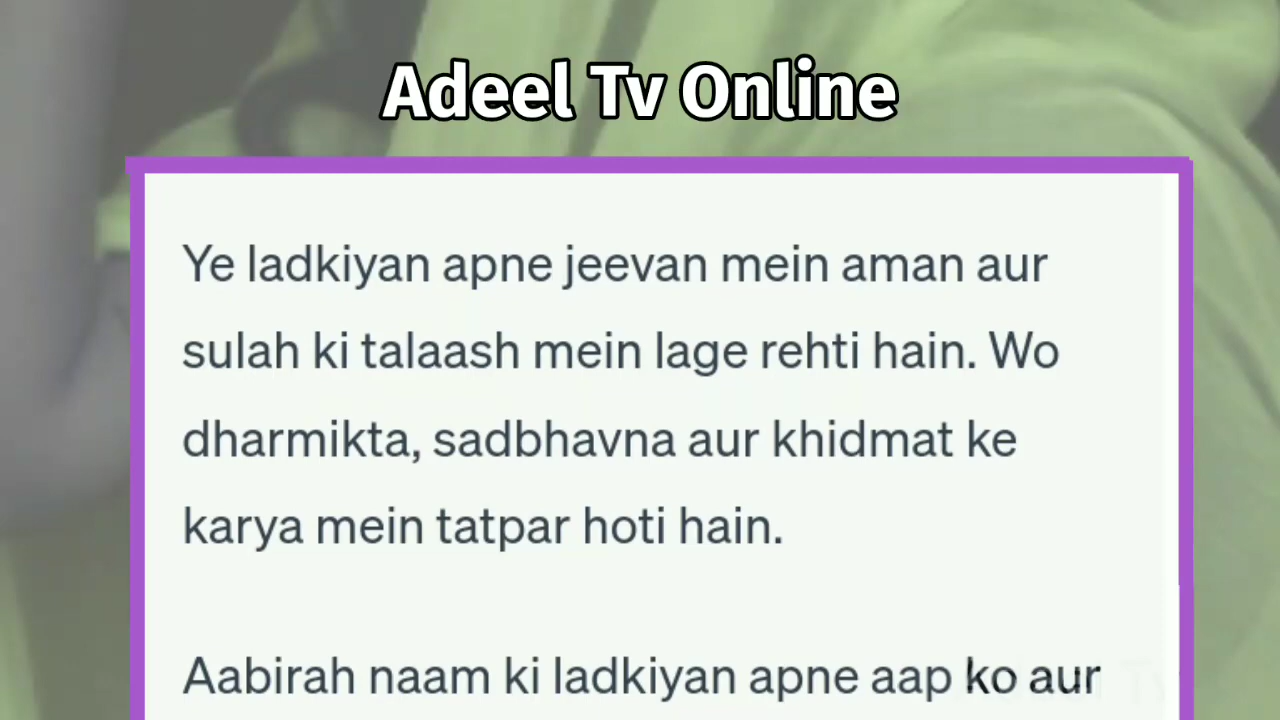 Adeel Tv Online
Ye ladkiyan apne jeevan mein aman aur
sulah ki talaash mein lage rehti hain. Wo
dharmikta, sadbhavna aur khidmat ke
karya mein tatpar hoti hain.
Aabirah naam ki ladkiyan apne aap ko aur